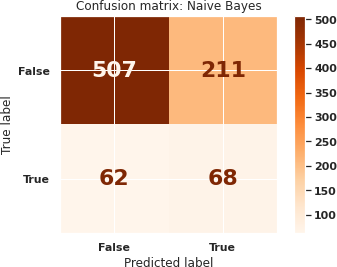 Confusion matrix: Naive Bayes
500
450
400
350
300
250
200
150
100
True label
False
True
507 211
62 68
False True
Predicted label